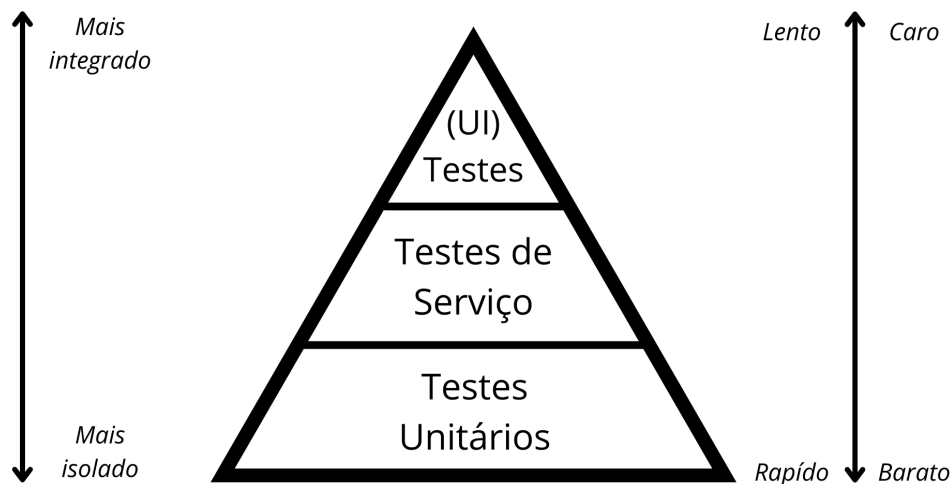 Mais
integrado
Lento
Caro
(UI)
Testes
Testes de
Serviço
Testes
Unitários
Mais
isolado
Rapído
Barato